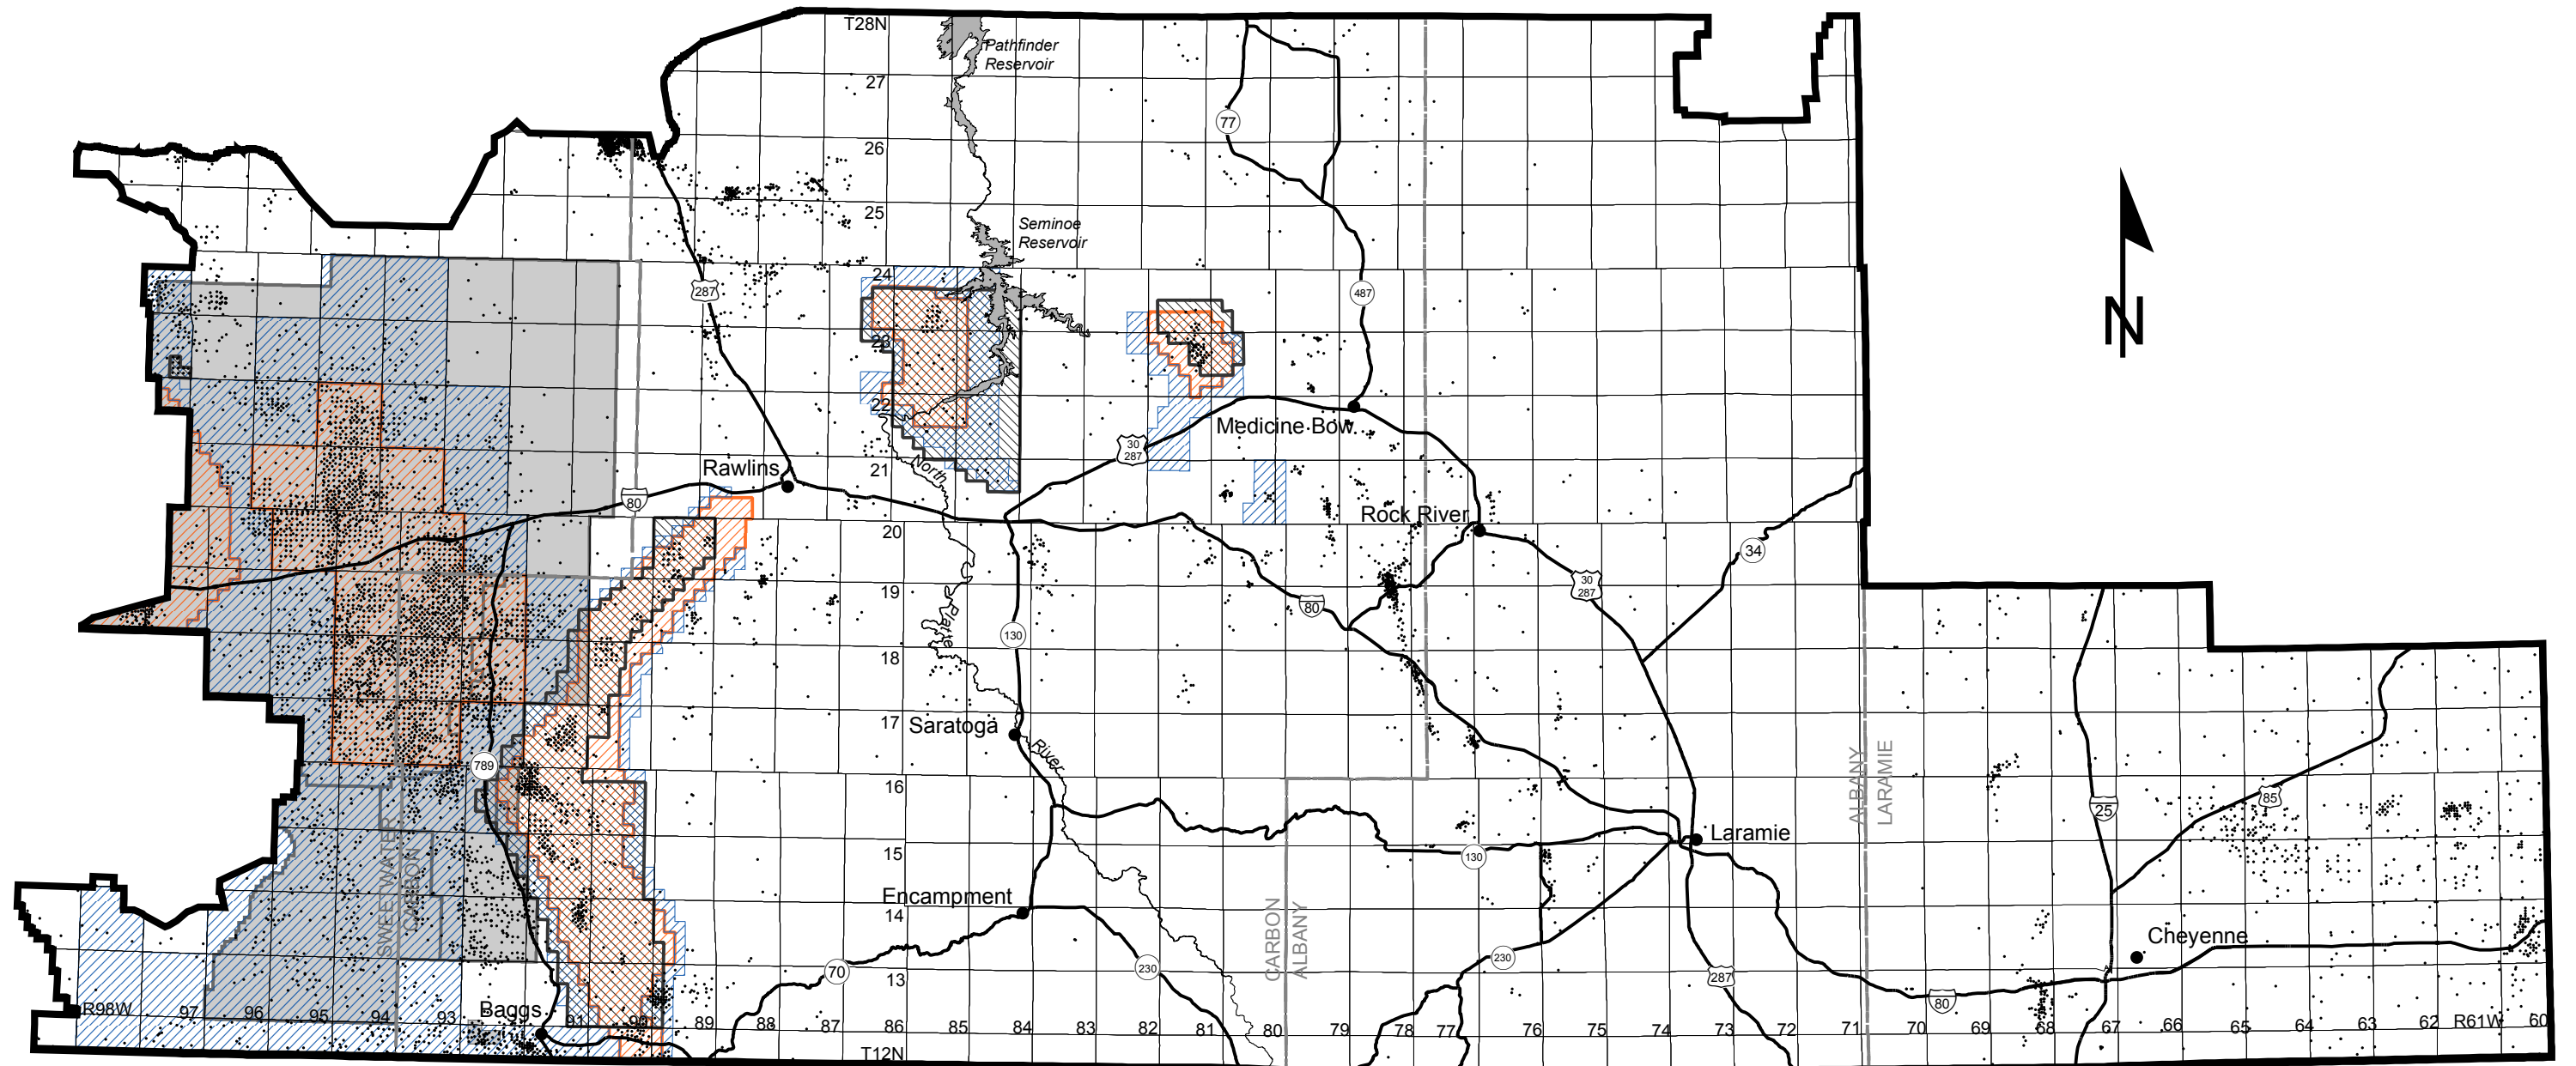 T28N
Pathfinder
Reservoir
27
77
26
25
Seminoe
Reservoir
24
287
487
N
23
22
Medicine Bow
30
287
Rawlins
21
North
80
Rock River
20
34
19
30
287
80
Platte
130
18
17
Saratoga
River
789
ALBANY
LARAMIE
16
85
25
Laramie
15
130
SWEETWATER
CARBON
Encampment
14
CARBON
ALBANY
Cheyenne
230
70
230
13
287
80
R98W
97
96
95
94
93
Baggs
91
90
89
88
87
86
85
84
83
82
81
80
79
78
77
76
75
74
73
72
71
70
69
68
67
66
65
64
63
62
R61W
60
T12N